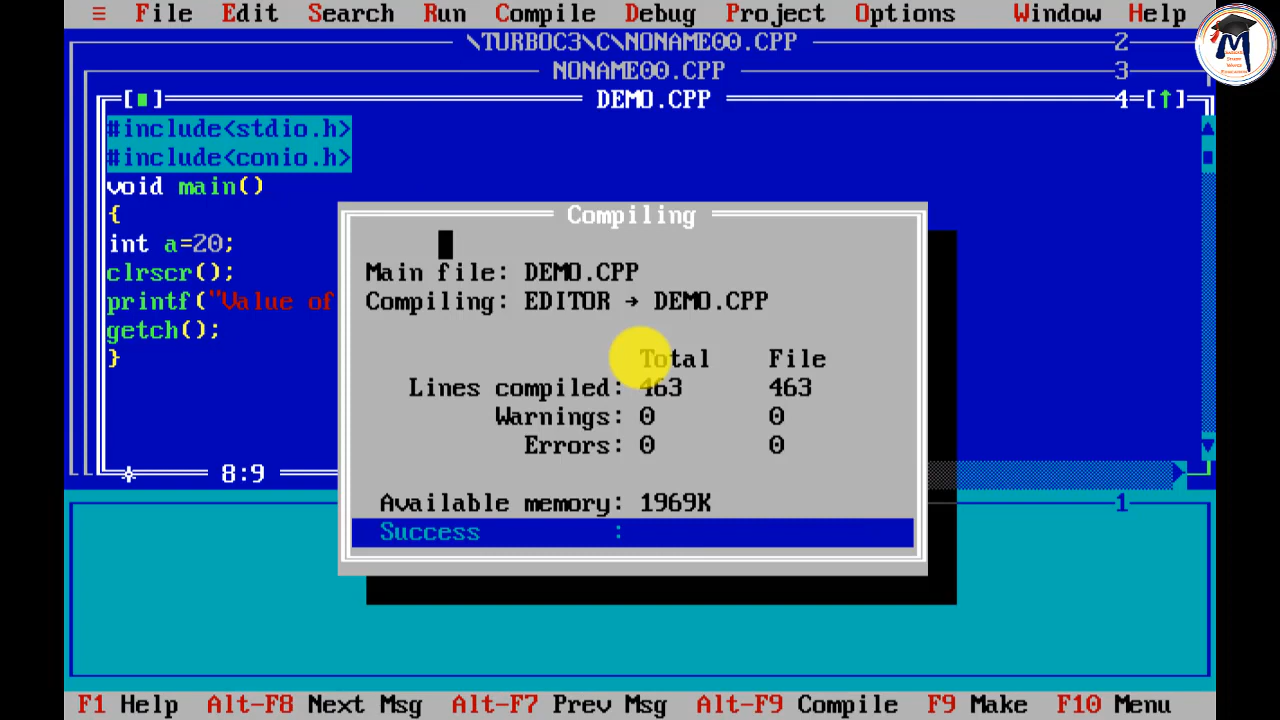 ≡ File Edit Search Run Compile Debug Project Options Window Help
\TURBOC3\C\NONAME00.CPP 2
NONAME00.CPP 3
[■] DEMO.CPP 4=[↑]
#include<stdio.h>
#include<conio.h>
void main()
{
int a=20;
clrscr();
printf("Value of
getch();
}
8:9
Compiling
Main file: DEMO.CPP
Compiling: EDITOR → DEMO.CPP
Total File
Lines compiled: 463 463
Warnings: 0 0
Errors: 0 0
Available memory: 1969K
Success :
1
F1 Help Alt-F8 Next Msg Alt-F7 Prev Msg Alt-F9 Compile F9 Make F10 Menu
M